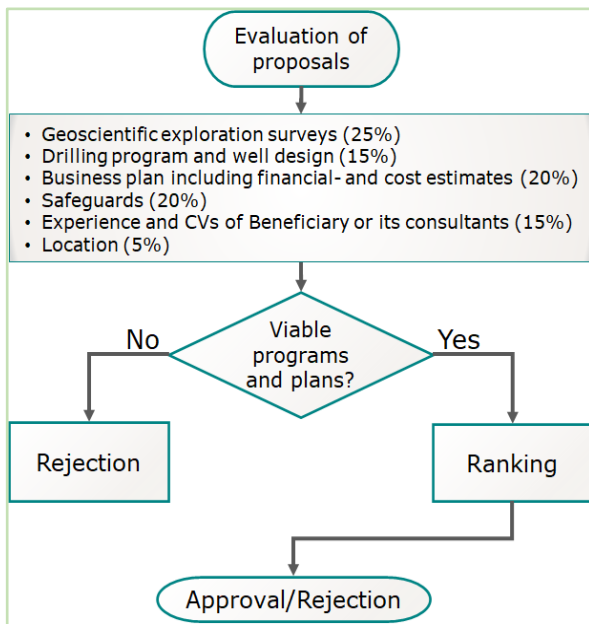 Evaluation of
proposals
• Geoscientific exploration surveys (25%)
• Drilling program and well design (15%)
• Business plan including financial- and cost estimates (20%)
• Safeguards (20%)
• Experience and CVs of Beneficiary or its consultants (15%)
• Location (5%)
No
Viable
programs
and plans?
Yes
Rejection
Ranking
Approval/Rejection